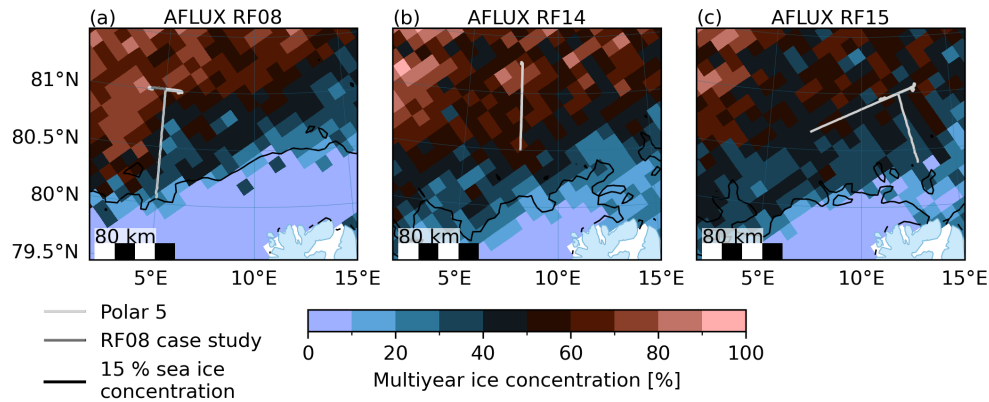 (a) AFLUX RF08
(b) AFLUX RF14
(c) AFLUX RF15
81°N
80.5°N
80°N
79.5°N
80 km
80 km
80 km
5°E 10°E 15°E
5°E 10°E 15°E
5°E 10°E 15°E
Polar 5
RF08 case study
15 % sea ice
concentration
0 20 40 60 80 100
Multiyear ice concentration [%]